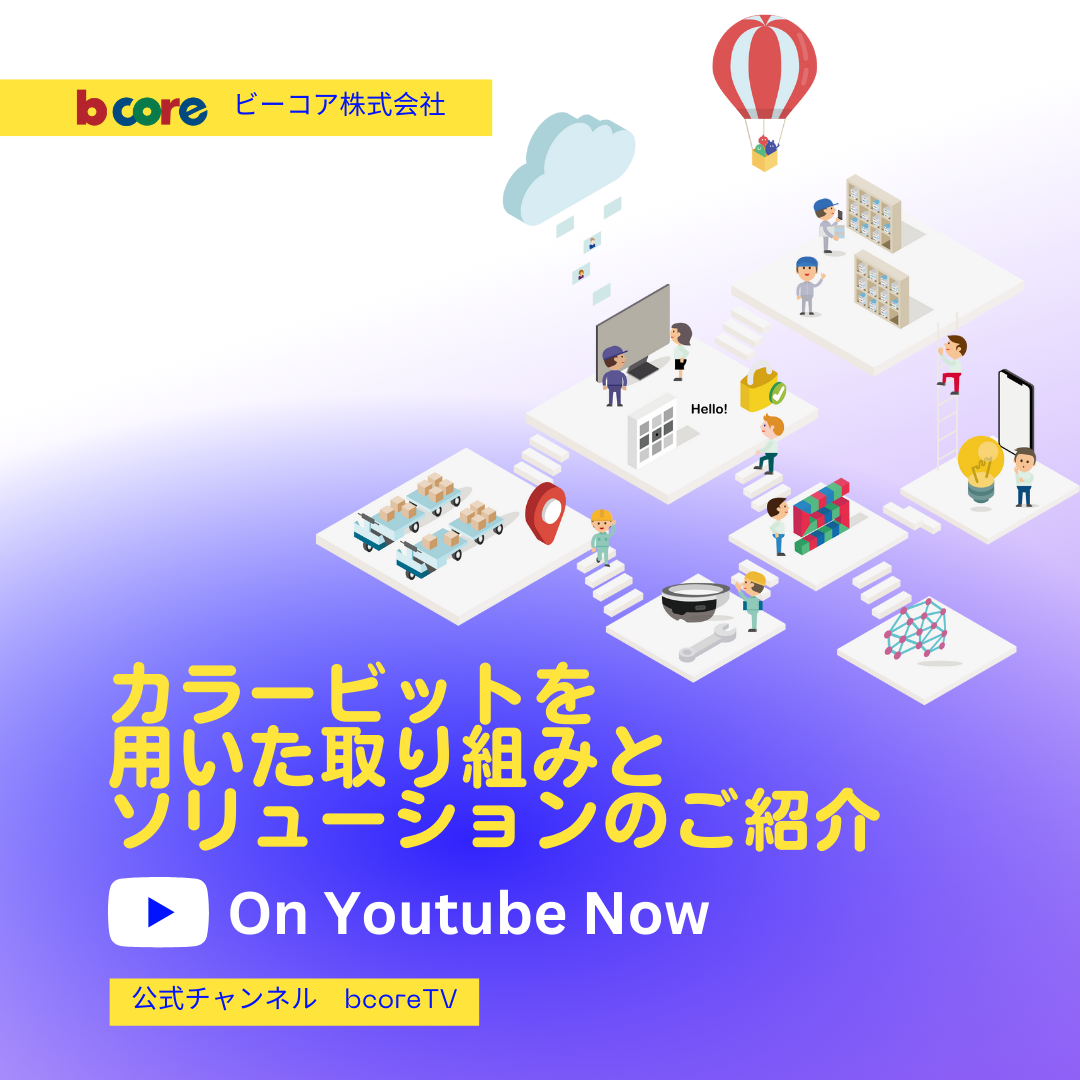 bcore ビーコア株式会社
Hello!
カラービットを
用いた取り組みと
ソリューションのご紹介
On Youtube Now
公式チャンネル bcoreTV